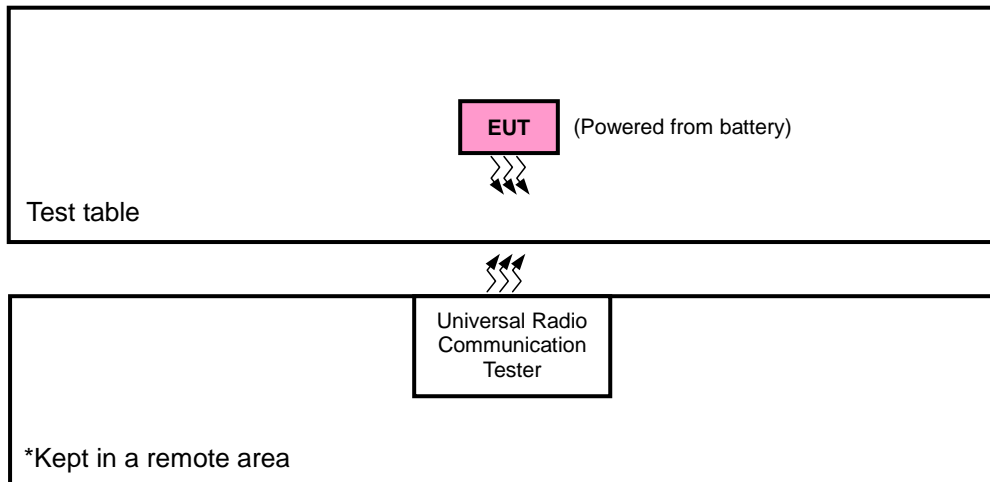 EUT
(Powered from battery)
Test table
Universal Radio
Communication
Tester
*Kept in a remote area